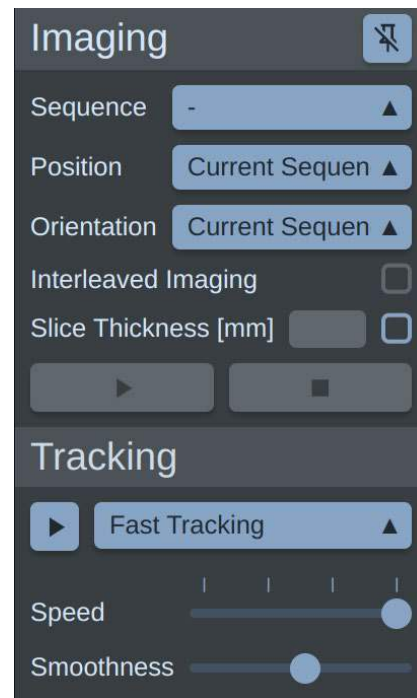 Imaging
Sequence -
Position Current Sequen
Orientation Current Sequen
Interleaved Imaging
Slice Thickness [mm]
Tracking
Fast Tracking
Speed
Smoothness